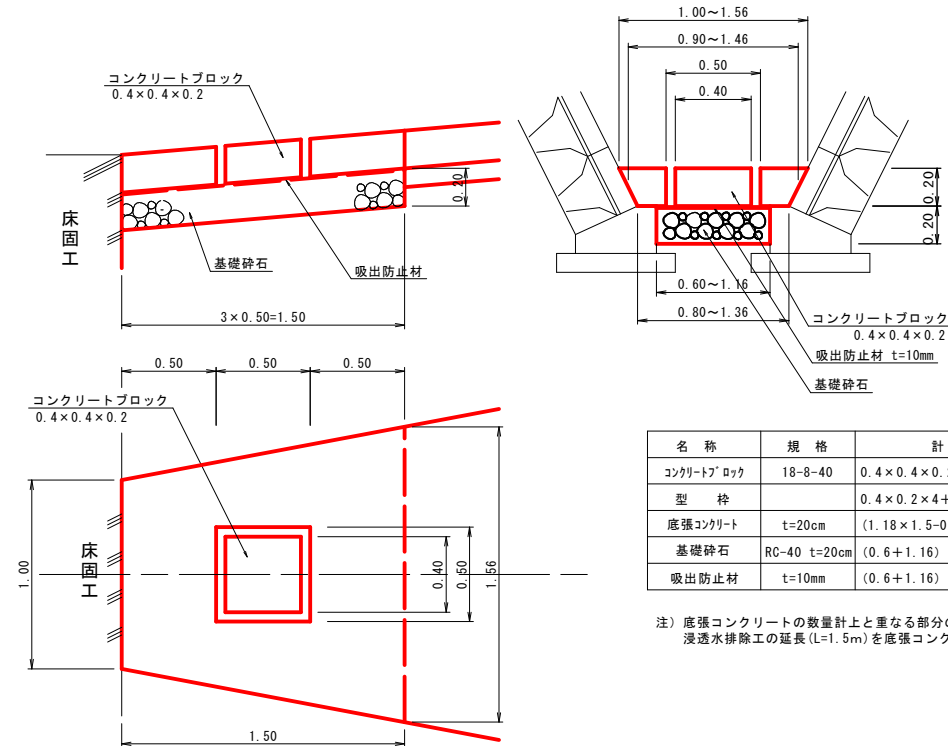 コンクリートブロック
0.4×0.4×0.2
床固工
基礎砕石
吸出防止材
0.20
3×0.50=1.50
1.00～1.56
0.90～1.46
0.50
0.40
0.20
0.20
0.60～1.16
0.80～1.36
コンクリートブロック
0.4×0.4×0.2
吸出防止材 t=10mm
基礎砕石
0.50
0.50
0.50
コンクリートブロック
0.4×0.4×0.2
床固工
1.00
0.40
0.50
1.56
1.50
名 称 規 格 計
ｺﾝｸﾘｰﾄﾌﾞﾛｯｸ 18-8-40 0.4×0.4×0.
型 枠 0.4×0.2×4+
底張ｺﾝｸﾘｰﾄ t=20cm (1.18×1.5-0
基礎砕石 RC-40 t=20cm (0.6+1.16)
吸出防止材 t=10mm (0.6+1.16)
注) 底張コンクリートの数量計上と重なる部分の
浸透水排除工の延長(L=1.5m)を底張コンク